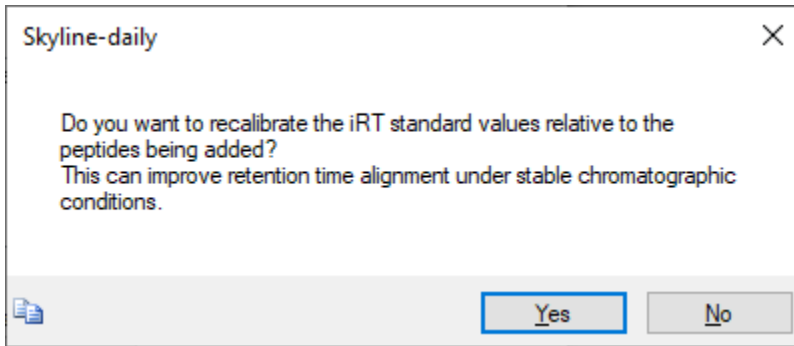 Skyline-daily
Do you want to recalibrate the iRT standard values relative to the
peptides being added?
This can improve retention time alignment under stable chromatographic
conditions.
Yes
No